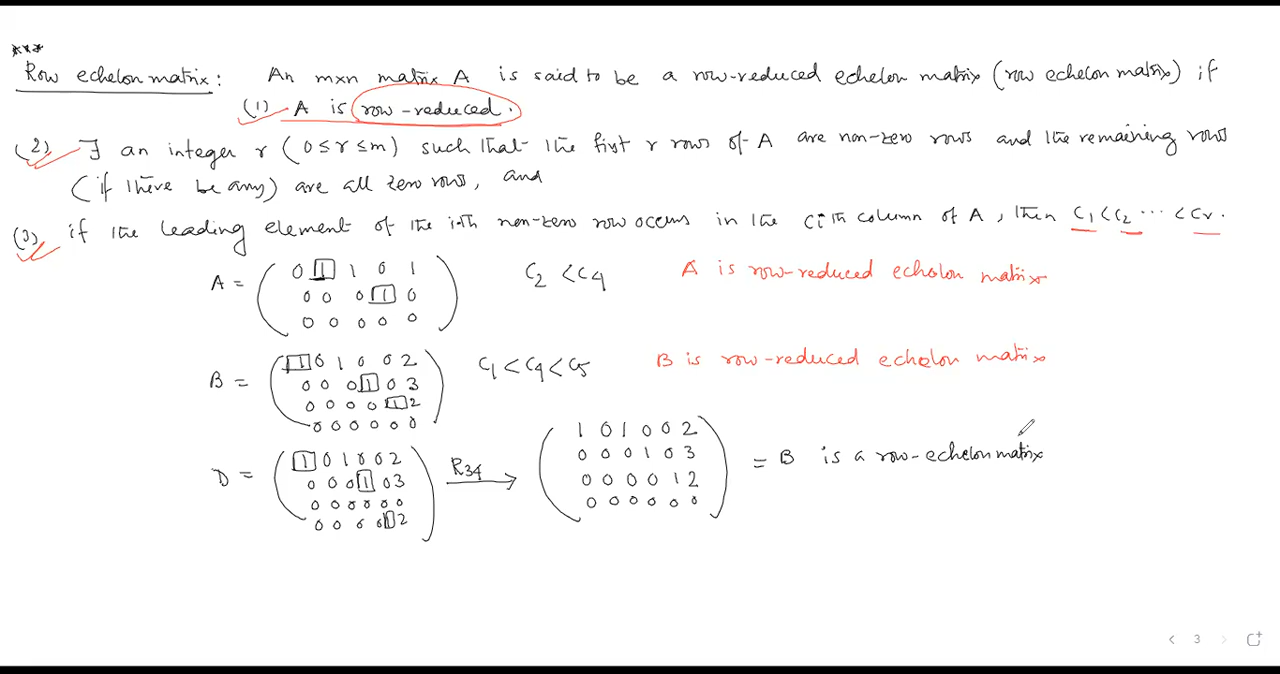 ***
Row echelon matrix: An m×n matrix A is said to be a row-reduced echelon matrix (row echelon matrix) if
(1) A is row-reduced.
(2) ∃ an integer r (0≤r≤m) such that the first r rows of A are non-zero rows and the remaining rows
(if there be any) are all zero rows, and
(3) if the leading element of the ith non-zero row occurs in the cith column of A, then c1<c2 ... <cr.
A = ( 0 1 1 0 1 C2 < C4 A is row-reduced echelon matrix
0 0 0 1 0
0 0 0 0 0 )
B = ( 1 0 1 0 0 2 C1 < C4 < C5 B is row-reduced echelon matrix
0 0 0 1 0 3
0 0 0 0 1 2
0 0 0 0 0 0 )
D = ( 1 0 1 0 0 2
0 0 0 1 0 3
0 0 0 0 0 0
0 0 0 0 1 2 )
R34
( 1 0 1 0 0 2
0 0 0 1 0 3
0 0 0 0 1 2
0 0 0 0 0 0 )
= B is a row-echelon matrix
< 3 >